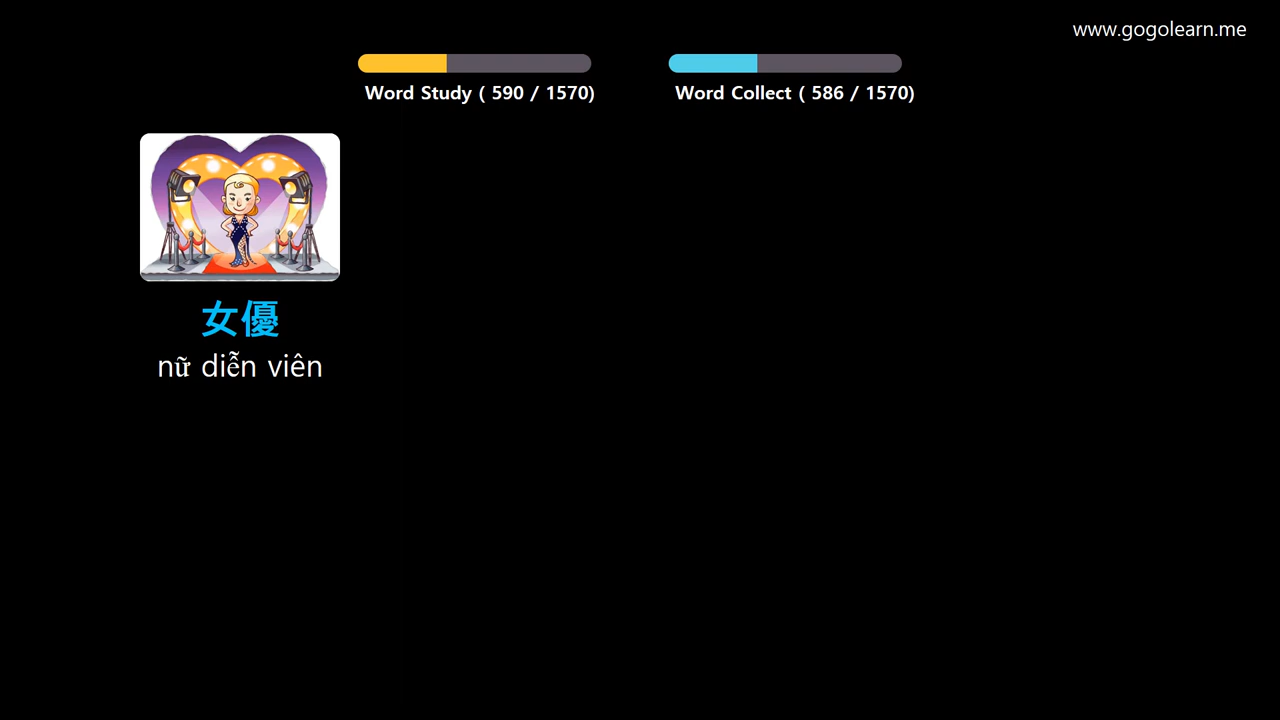 www.gogolearn.me
Word Study ( 590 / 1570)
Word Collect ( 586 / 1570)
女優
nữ diễn viên